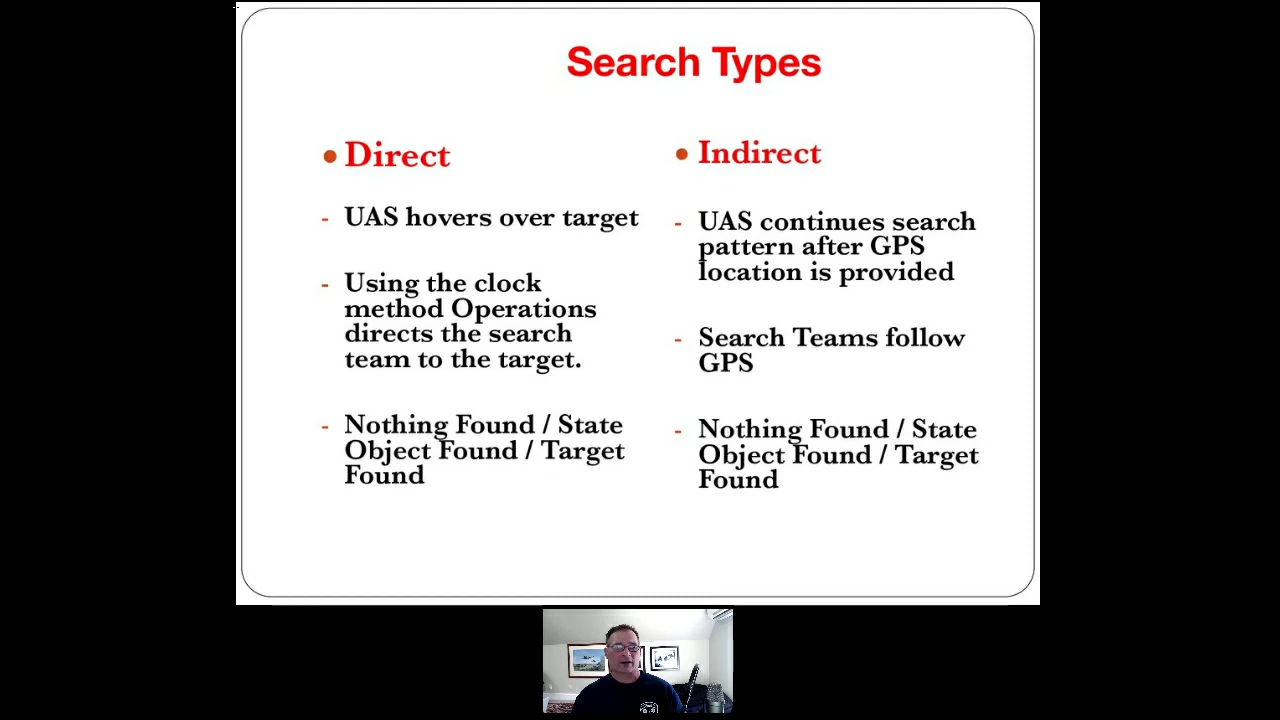 Search Types
• Direct
- UAS hovers over target
- Using the clock
method Operations
directs the search
team to the target.
- Nothing Found / State
Object Found / Target
Found
• Indirect
- UAS continues search
pattern after GPS
location is provided
- Search Teams follow
GPS
- Nothing Found / State
Object Found / Target
Found